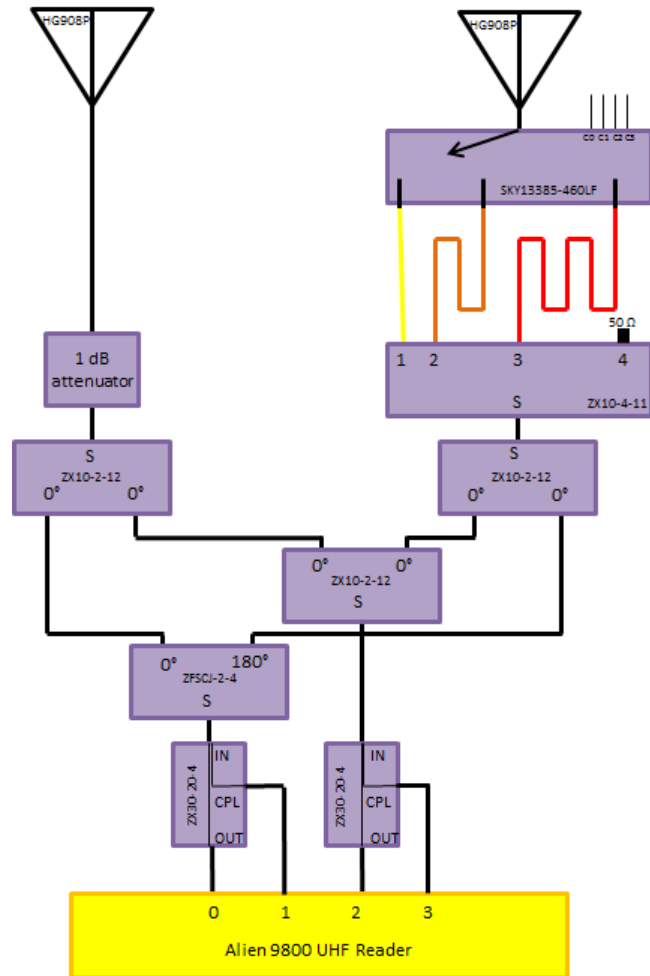 HG908P
HG908P
C0 C1 C2 C3
SKY13385-460LF
50 Ω
1 dB
attenuator
1 2 3 4
S
ZX10-4-11
S
ZX10-2-12
0° 0°
S
ZX10-2-12
0° 0°
0° 0°
ZX10-2-12
S
0° 180°
ZFSCJ-2-4
S
ZX30-20-4
IN
CPL
OUT
ZX30-20-4
IN
CPL
OUT
0 1 2 3
Alien 9800 UHF Reader